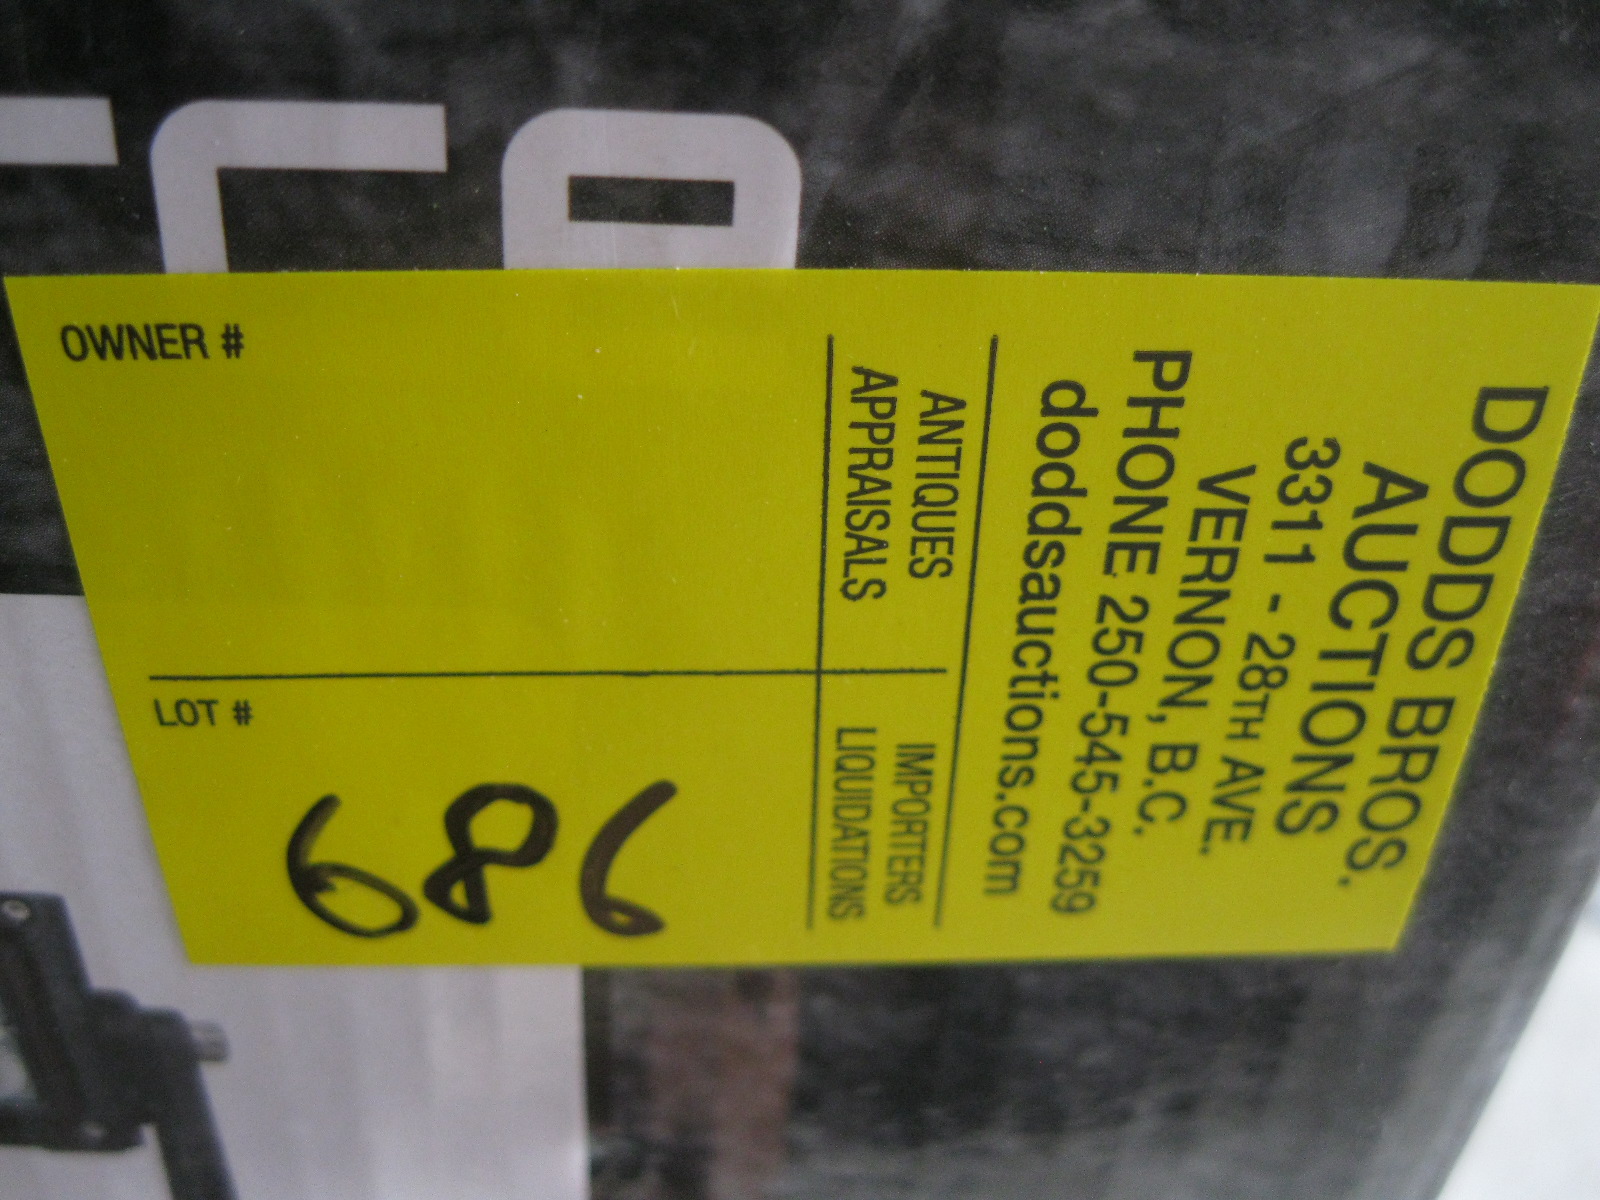 DODDS BROS.
AUCTIONS
3311 - 28TH AVE.
VERNON, B.C.
PHONE 250-545-3259
doddsauctions.com
ANTIQUES
APPRAISALS
IMPORTERS
LIQUIDATIONS
OWNER #
LOT #
686